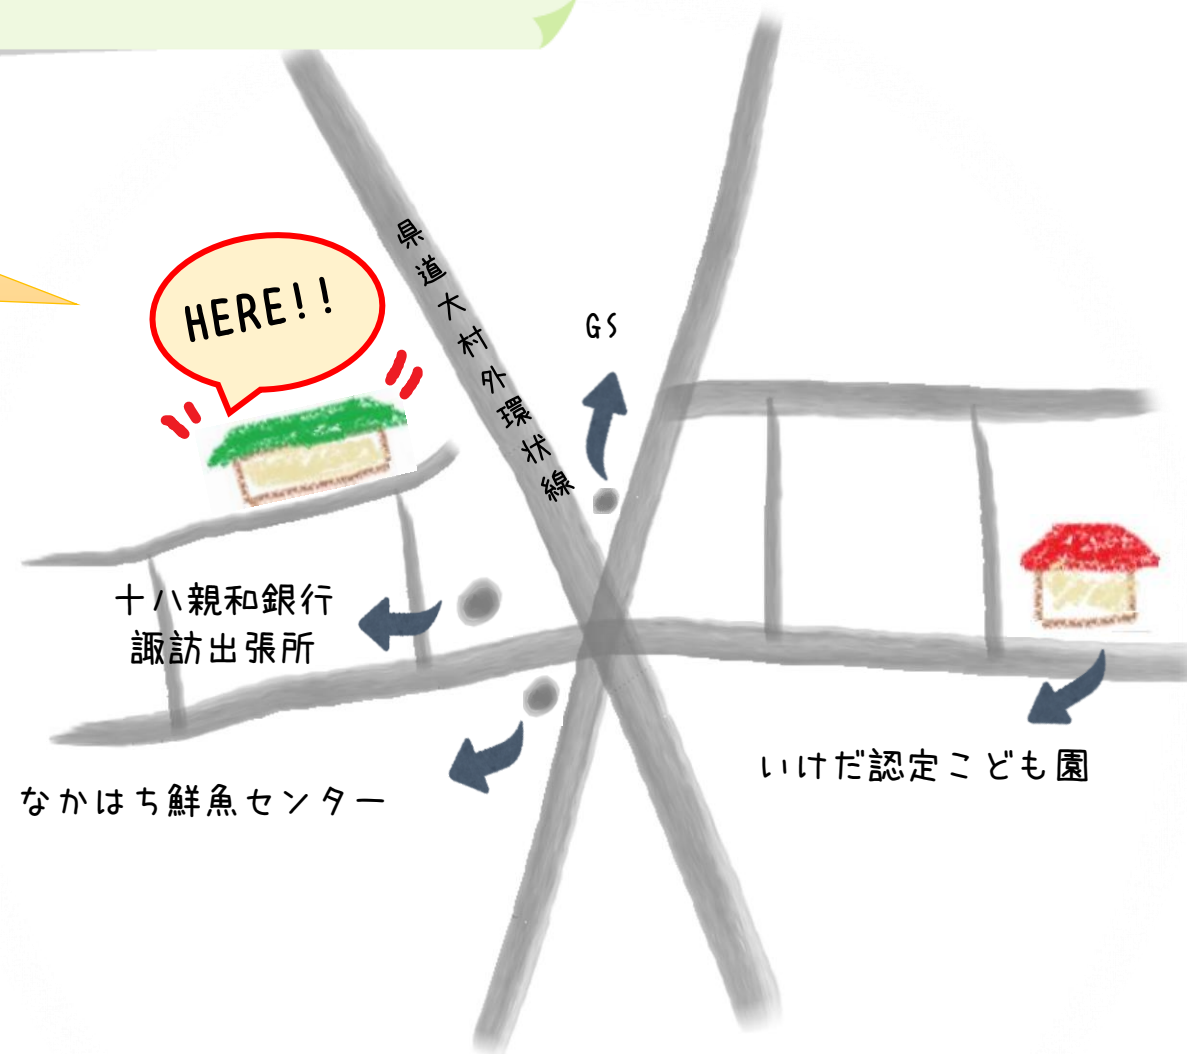 県道大村外環状線
HERE!!
GS
十八親和銀行
諏訪出張所
いけだ認定こども園
なかはち鮮魚センター